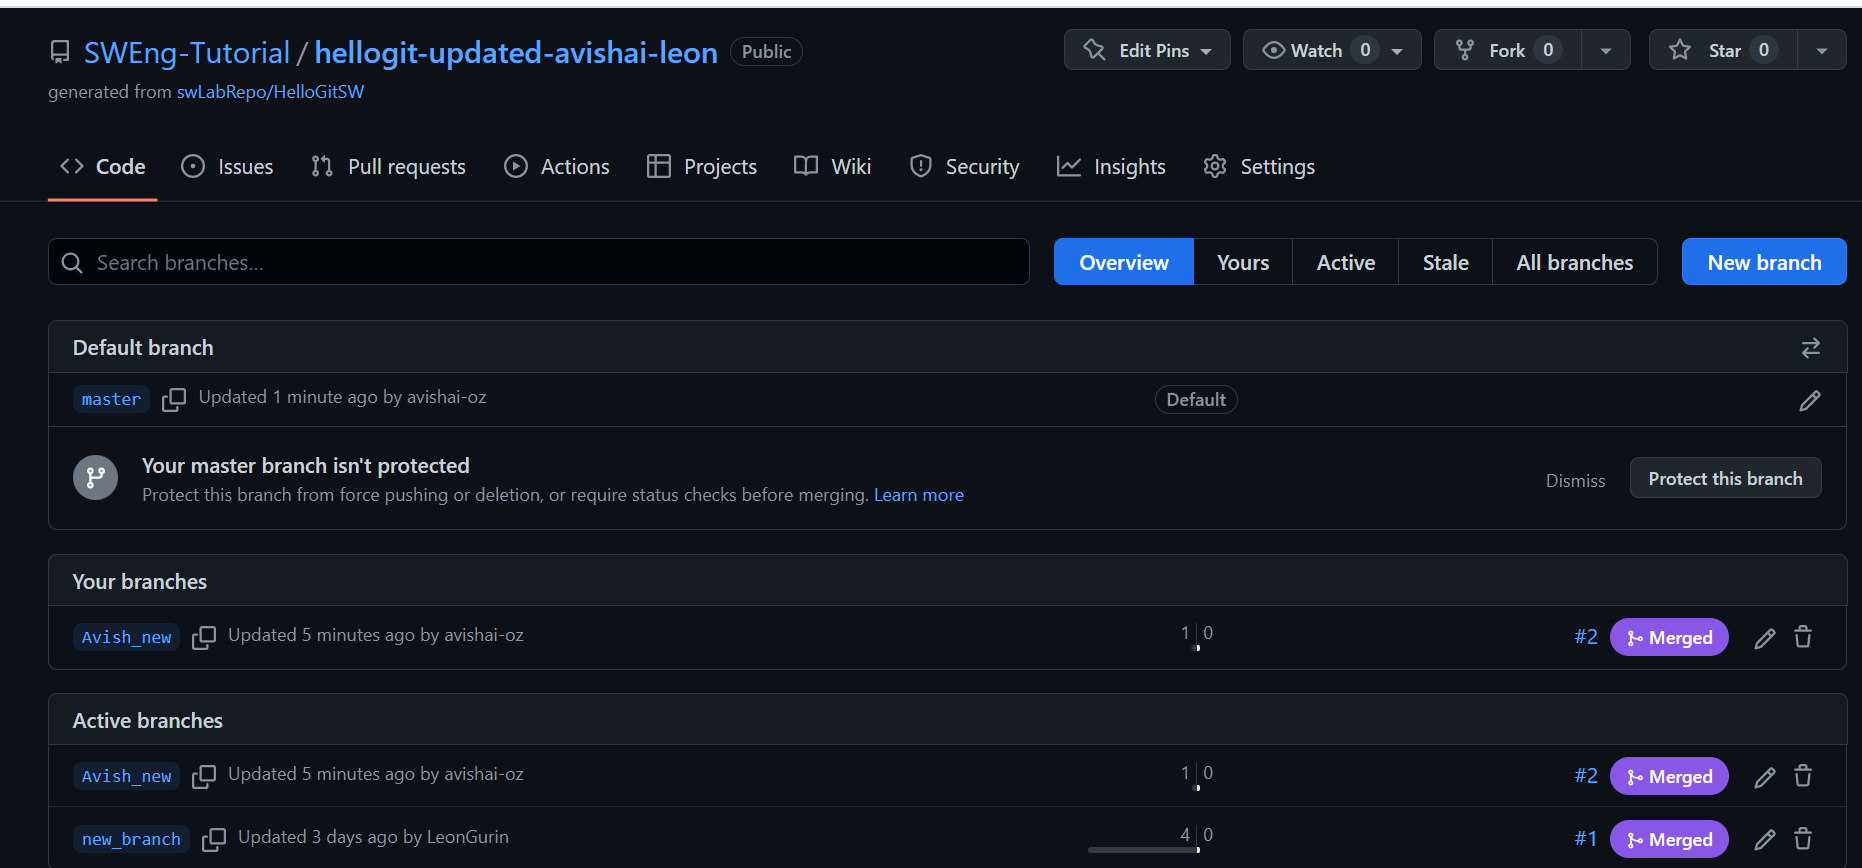 SWEng-Tutorial / hellogit-updated-avishai-leon Public
Edit Pins Watch 0 Fork 0 Star 0
generated from swLabRepo/HelloGitSW
Code Issues Pull requests Actions Projects Wiki Security Insights Settings
Search branches... Overview Yours Active Stale All branches New branch
Default branch
master Updated 1 minute ago by avishai-oz Default
Your master branch isn't protected
Protect this branch from force pushing or deletion, or require status checks before merging. Learn more
Dismiss Protect this branch
Your branches
Avish_new Updated 5 minutes ago by avishai-oz 1 0 #2 Merged
Active branches
Avish_new Updated 5 minutes ago by avishai-oz 1 0 #2 Merged
new_branch Updated 3 days ago by LeonGurin 4 0 #1 Merged